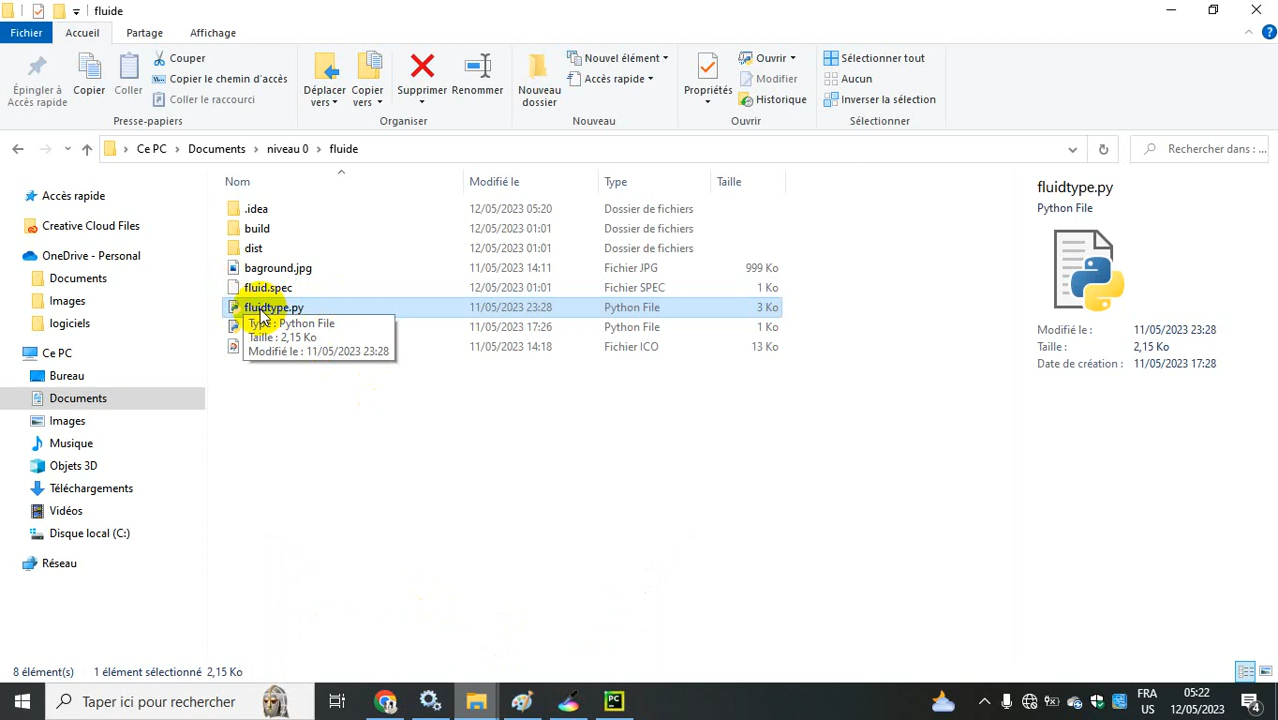 fluide
Fichier
Accueil
Partage
Affichage
Épingler à
Accès rapide
Copier
Coller
Couper
Copier le chemin d'accès
Coller le raccourci
Presse-papiers
Déplacer
vers
Copier
vers
Supprimer
Renommer
Organiser
Nouveau
dossier
Nouvel élément
Accès rapide
Nouveau
Propriétés
Ouvrir
Modifier
Historique
Ouvrir
Sélectionner tout
Aucun
Inverser la sélection
Sélectionner
Ce PC > Documents > niveau 0 > fluide
Rechercher dans : ...
Accès rapide
Creative Cloud Files
OneDrive - Personal
Documents
Images
logiciels
Ce PC
Bureau
Documents
Images
Musique
Objets 3D
Téléchargements
Vidéos
Disque local (C:)
Réseau
Nom Modifié le Type Taille
.idea 12/05/2023 05:20 Dossier de fichiers
build 12/05/2023 01:01 Dossier de fichiers
dist 12/05/2023 01:01 Dossier de fichiers
baground.jpg 11/05/2023 14:11 Fichier JPG 999 Ko
fluid.spec 12/05/2023 01:01 Fichier SPEC 1 Ko
fluidtype.py 11/05/2023 23:28 Python File 3 Ko
11/05/2023 17:26 Python File 1 Ko
11/05/2023 14:18 Fichier ICO 13 Ko
Type : Python File
Taille : 2,15 Ko
Modifié le : 11/05/2023 23:28
fluidtype.py
Python File
Modifié le : 11/05/2023 23:28
Taille : 2,15 Ko
Date de création : 11/05/2023 17:28
8 élément(s) 1 élément sélectionné 2,15 Ko
Taper ici pour rechercher
PC
FRA
US
05:22
12/05/2023
4